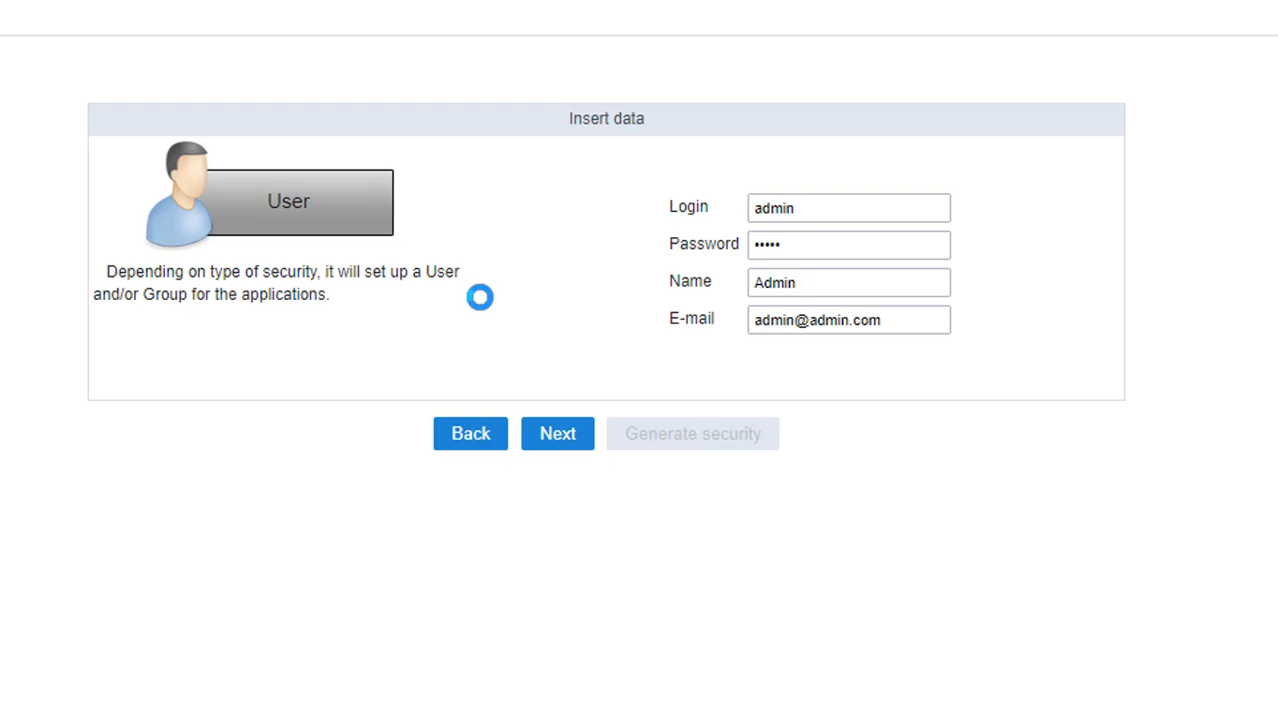 Insert data
User
Depending on type of security, it will set up a User
and/or Group for the applications.
Login admin
Password •••••
Name Admin
E-mail admin@admin.com
Back Next Generate security